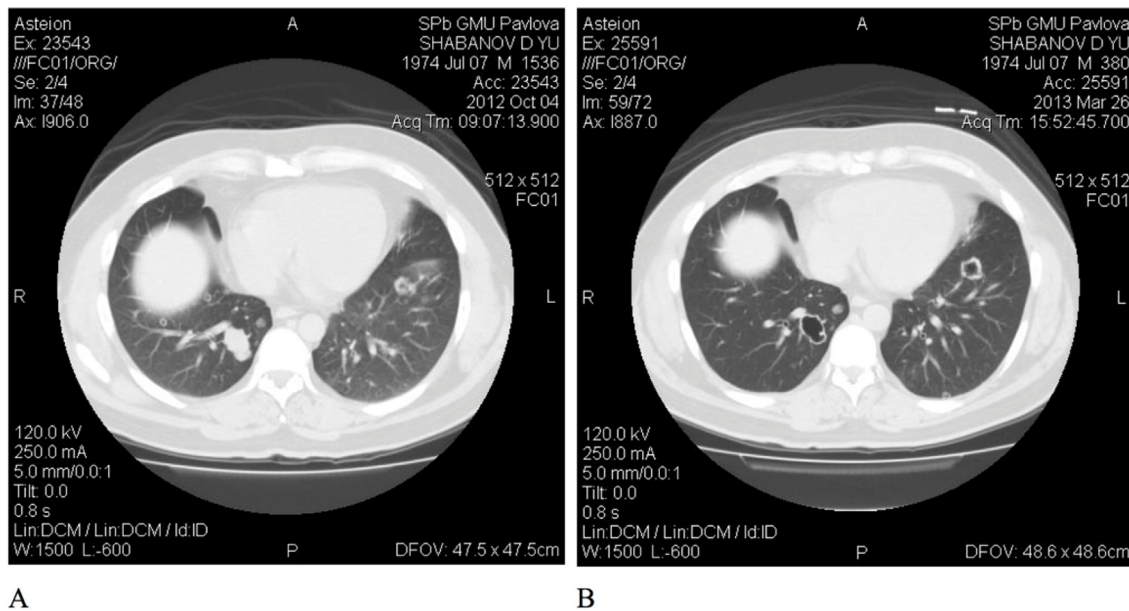 Asteion
Ex: 23543
///FC01/ORG/
Se: 2/4
Im: 37/48
Ax: I906.0
A
SPb GMU Pavlova
SHABANOV D YU
1974 Jul 07 M 1536
Acc: 23543
2012 Oct 04
Acq Tm: 09:07:13.900
512 x 512
FC01
R
L
120.0 kV
250.0 mA
5.0 mm/0.0:1
Tilt: 0.0
0.8 s
Lin:DCM / Lin:DCM / Id:ID
W:1500 L:-600
P
DFOV: 47.5 x 47.5cm
A
Asteion
Ex: 25591
///FC01/ORG/
Se: 2/4
Im: 59/72
Ax: I887.0
A
SPb GMU Pavlova
SHABANOV D YU
1974 Jul 07 M 380
Acc: 25591
2013 Mar 26
Acq Tm: 15:52:45.700
512 x 512
FC01
R
L
120.0 kV
250.0 mA
5.0 mm/0.0:1
Tilt: 0.0
0.8 s
Lin:DCM / Lin:DCM / Id:ID
W:1500 L:-600
P
DFOV: 48.6 x 48.6cm
B